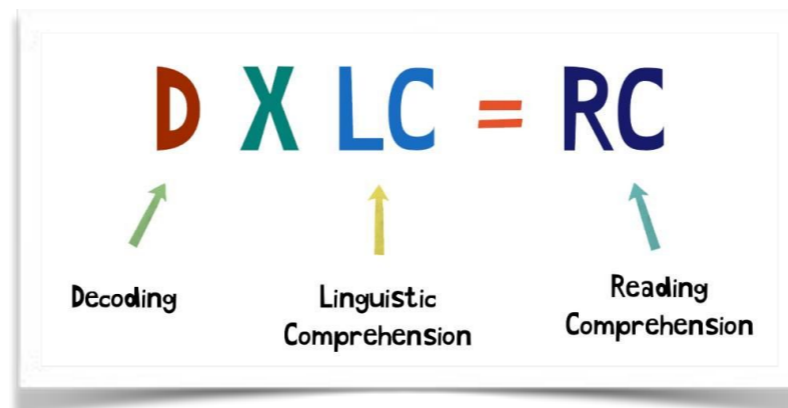 D X LC = RC
Decoding
Linguistic
Comprehension
Reading
Comprehension